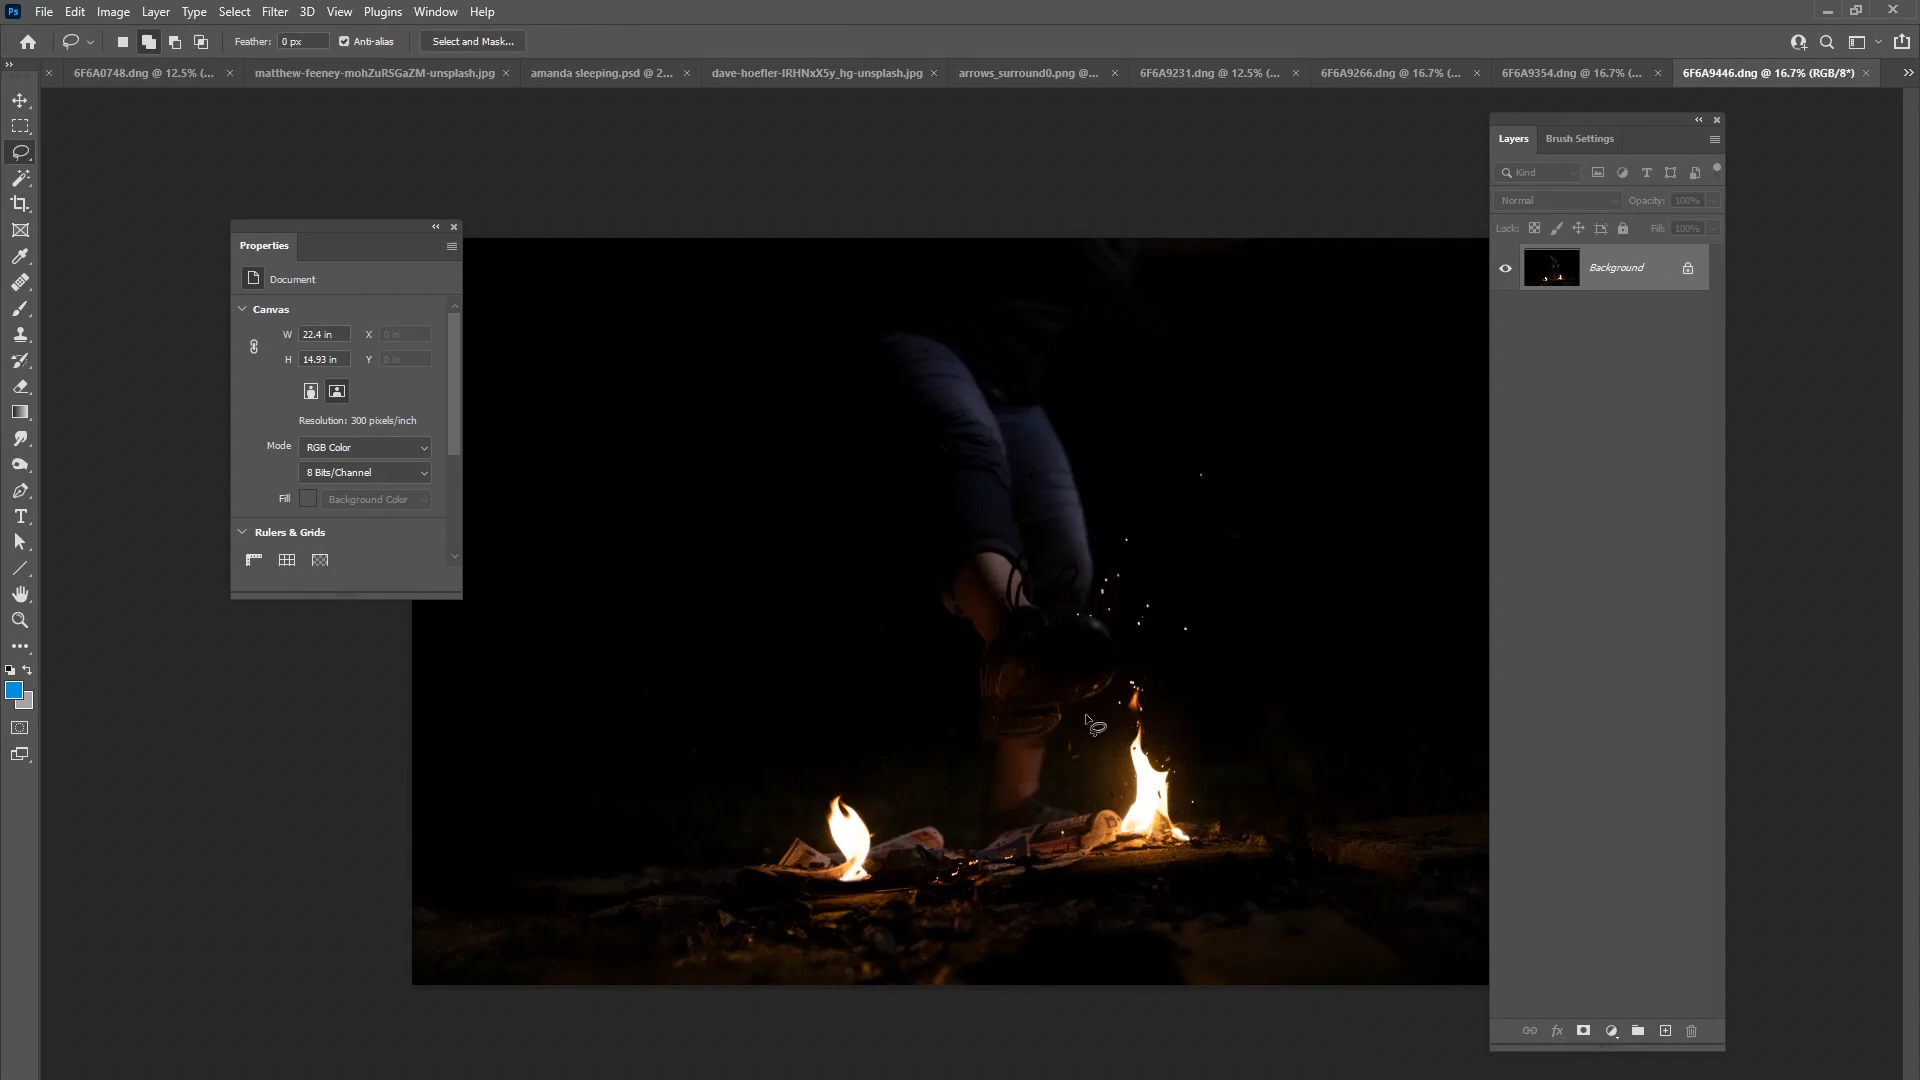 Ps File Edit Image Layer Type Select Filter 3D View Plugins Window Help
Feather: 0 px Anti-alias Select and Mask...
6F6A0748.dng @ 12.5% (... matthew-feeney-mohZuRSGaZM-unsplash.jpg amanda sleeping.psd @ 2... dave-hoefler-IRHNxX5y_hg-unsplash.jpg arrows_surround0.png @... 6F6A9231.dng @ 12.5% (... 6F6A9266.dng @ 16.7% (... 6F6A9354.dng @ 16.7% (... 6F6A9446.dng @ 16.7% (RGB/8*)
Properties
Document
Canvas
W 22.4 in X 0 in
H 14.93 in Y 0 in
Resolution: 300 pixels/inch
Mode RGB Color
8 Bits/Channel
Fill Background Color
Rulers & Grids
Layers Brush Settings
Kind
Normal Opacity: 100%
Lock: Fill: 100%
Background
fx